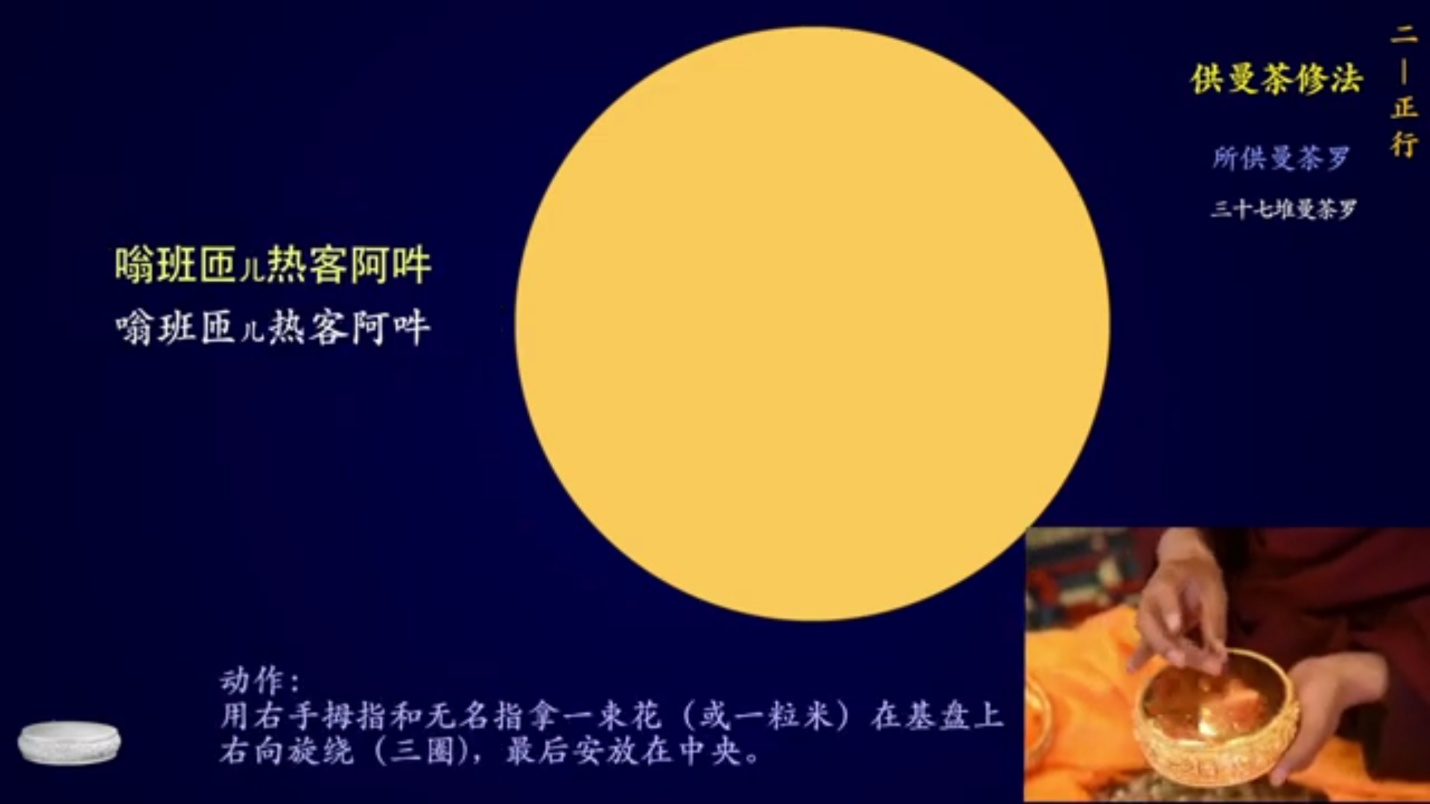 二
|
正
行
供曼茶修法
所供曼茶罗
三十七堆曼茶罗
嗡班匝儿热客阿吽
嗡班匝儿热客阿吽
动作：
用右手拇指和无名指拿一束花（或一粒米）在基盘上
右向旋绕（三圈），最后安放在中央。